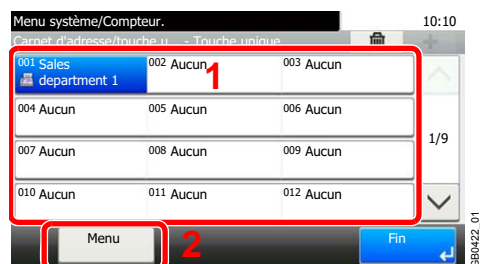 Menu système/Compteur. 10:10
Carnet d'adresse/touche u... - Touche unique
001 Sales department 1 002 Aucun 003 Aucun
1
004 Aucun 005 Aucun 006 Aucun
1/9
007 Aucun 008 Aucun 009 Aucun
010 Aucun 011 Aucun 012 Aucun
Menu 2 Fin
GB0422_01